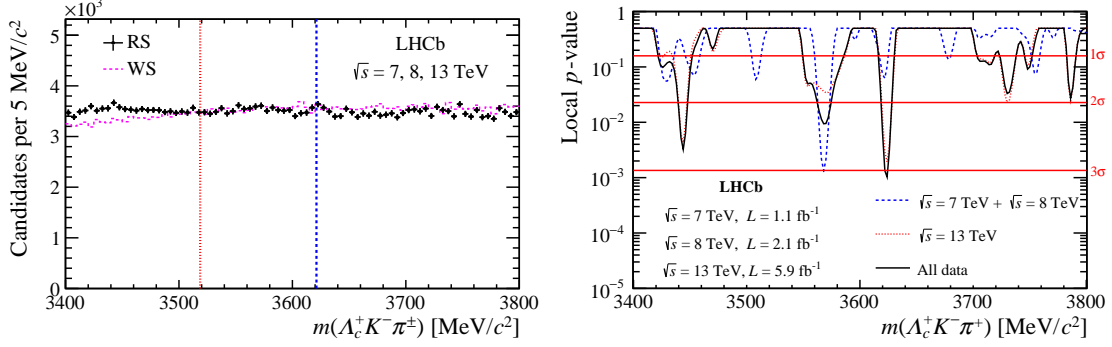 ×10³
Candidates per 5 MeV/c²
5
4
3
2
1
0
RS
WS
LHCb
√s = 7, 8, 13 TeV
3400 3500 3600 3700 3800
m(Λc⁺K⁻π±) [MeV/c²]
Local p-value
1
10⁻¹
10⁻²
10⁻³
10⁻⁴
10⁻⁵
1σ
2σ
3σ
LHCb
√s = 7 TeV, L = 1.1 fb⁻¹
√s = 8 TeV, L = 2.1 fb⁻¹
√s = 13 TeV, L = 5.9 fb⁻¹
√s = 7 TeV + √s = 8 TeV
√s = 13 TeV
All data
3400 3500 3600 3700 3800
m(Λc⁺K⁻π⁺) [MeV/c²]